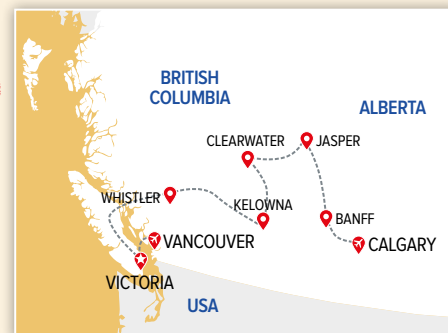 BRITISH
COLUMBIA
ALBERTA
CLEARWATER
JASPER
WHISTLER
KELOWNA
BANFF
VANCOUVER
CALGARY
VICTORIA
USA